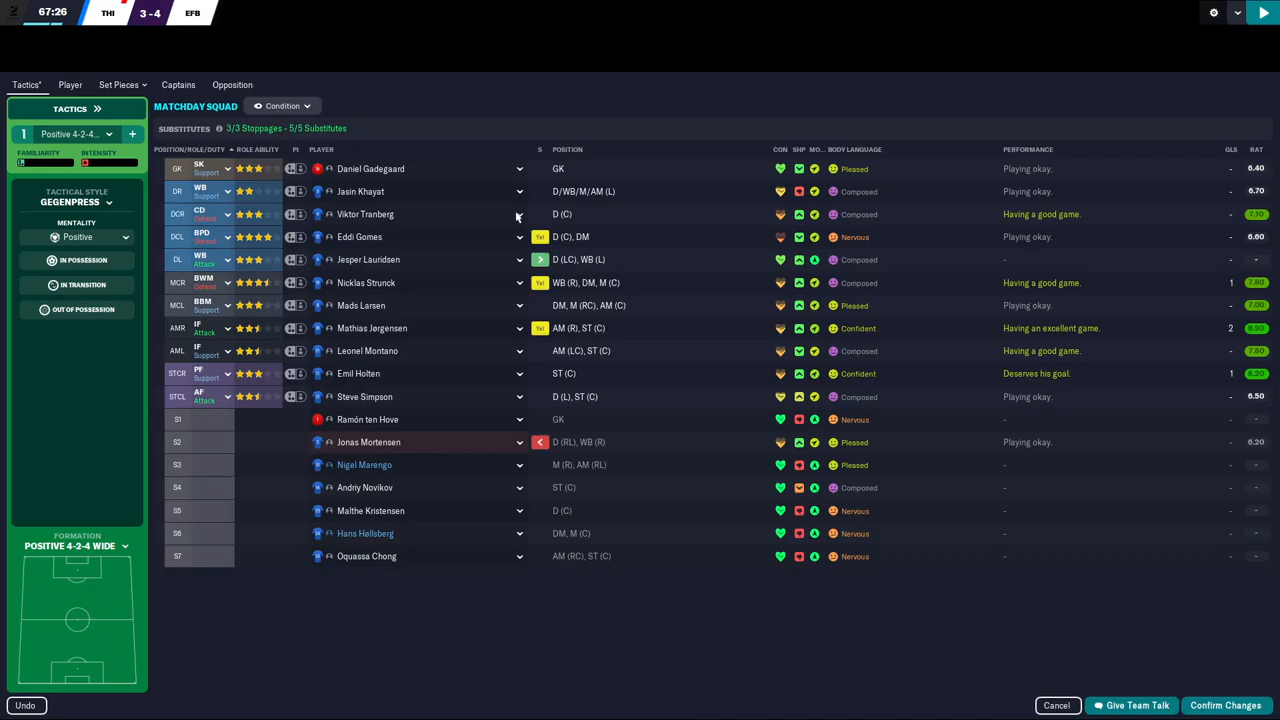 67:26 THI 3 - 4 EFB
Tactics* Player Set Pieces Captains Opposition
TACTICS
1 Positive 4-2-4... +
FAMILIARITY INTENSITY
TACTICAL STYLE
GEGENPRESS
MENTALITY
Positive
IN POSSESSION
IN TRANSITION
OUT OF POSSESSION
FORMATION
POSITIVE 4-2-4 WIDE
MATCHDAY SQUAD Condition
SUBSTITUTES 3/3 Stoppages - 5/5 Substitutes
POSITION/ROLE/DUTY ROLE ABILITY PI PLAYER S POSITION CON SHP MO... BODY LANGUAGE PERFORMANCE GLS RAT
GK SK Support Daniel Gadegaard GK Pleased Playing okay. - 6.40
DR WB Support Jasin Khayat D/WB/M/AM (L) Composed - - 6.70
DCR CD Defend Viktor Tranberg D (C) Composed Having a good game. - 7.10
DCL BPD Defend Eddi Gomes Yel D (C), DM Nervous Playing okay. - 6.60
DL WB Attack Jesper Lauridsen D (LC), WB (L) Composed - - -
MCR BWM Defend Nicklas Strunck Yel WB (R), DM, M (C) Composed Having a good game. 1 7.80
MCL BBM Support Mads Larsen DM, M (RC), AM (C) Pleased Playing okay. - 7.00
AMR IF Attack Mathias Jørgensen Yel AM (R), ST (C) Confident Having an excellent game. 2 8.90
AML IF Support Leonel Montano AM (LC), ST (C) Composed Having a good game. - 7.60
STCR PF Support Emil Holten ST (C) Confident Deserves his goal. 1 8.20
STCL AF Attack Steve Simpson D (L), ST (C) Composed Playing okay. - 6.50
S1 Ramón ten Hove GK Nervous - - -
S2 Jonas Mortensen D (RL), WB (R) Pleased Playing okay. - 6.20
S3 Nigel Marengo M (R), AM (RL) Pleased - - -
S4 Andriy Novikov ST (C) Composed - - -
S5 Malthe Kristensen D (C) Nervous - - -
S6 Hans Høllsberg DM, M (C) Nervous - - -
S7 Oquassa Chong AM (RC), ST (C) Nervous - - -
Undo Cancel Give Team Talk Confirm Changes